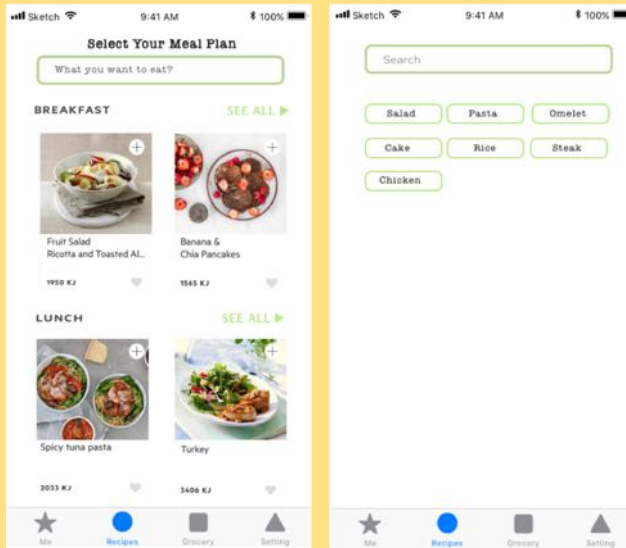 Sketch 9:41 AM 100%
Select Your Meal Plan
What you want to eat?
BREAKFAST SEE ALL
Fruit Salad
Ricotta and Toasted Al...
1950 KJ
Banana &
Chia Pancakes
1565 KJ
LUNCH SEE ALL
Spicy tuna pasta
2033 KJ
Turkey
3406 KJ
Me Recipes Grocery Setting
Sketch 9:41 AM 100%
Search
Salad Pasta Omelet
Cake Rice Steak
Chicken
Me Recipes Grocery Setting